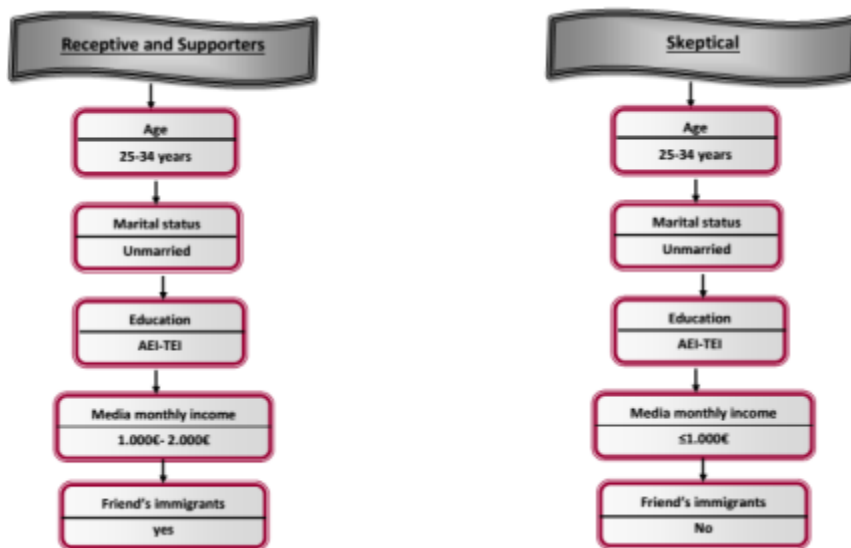 Receptive and Supporters
Age
25-34 years
Marital status
Unmarried
Education
AEI-TEI
Media monthly income
1.000€- 2.000€
Friend's immigrants
yes
Skeptical
Age
25-34 years
Marital status
Unmarried
Education
AEI-TEI
Media monthly income
≤1.000€
Friend's immigrants
No